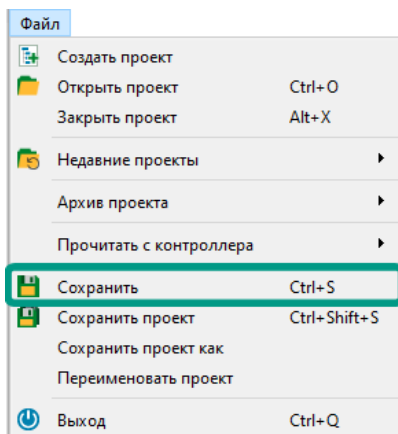 Файл
Создать проект
Открыть проект Ctrl+O
Закрыть проект Alt+X
Недавние проекты
Архив проекта
Прочитать с контроллера
Сохранить Ctrl+S
Сохранить проект Ctrl+Shift+S
Сохранить проект как
Переименовать проект
Выход Ctrl+Q